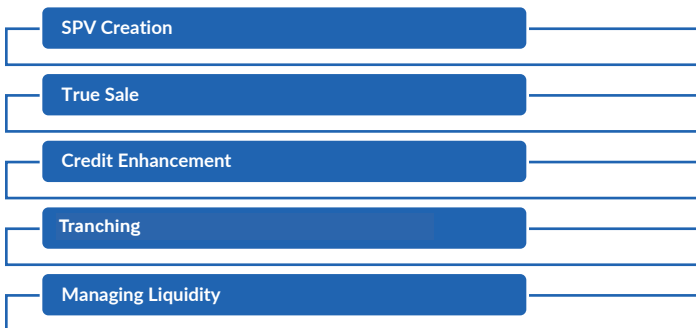 SPV Creation
True Sale
Credit Enhancement
Tranching
Managing Liquidity